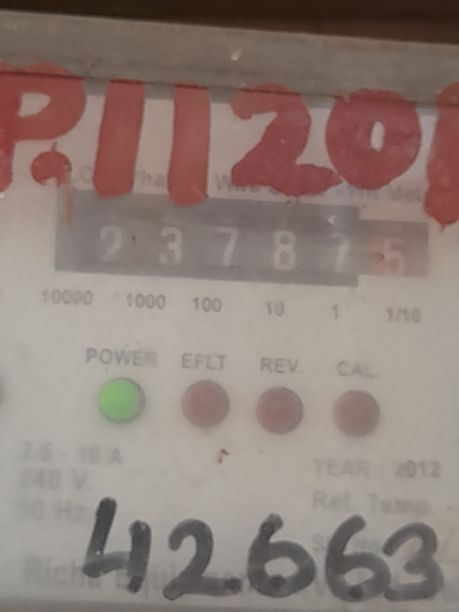 P.11201
2 3 7 8 7 5
10000 1000 100 10 1 1/10
POWER EFLT REV. CAL.
2.5 - 10 A
240 V.
50 Hz
YEAR : 2012
Ref. Temp.
42663